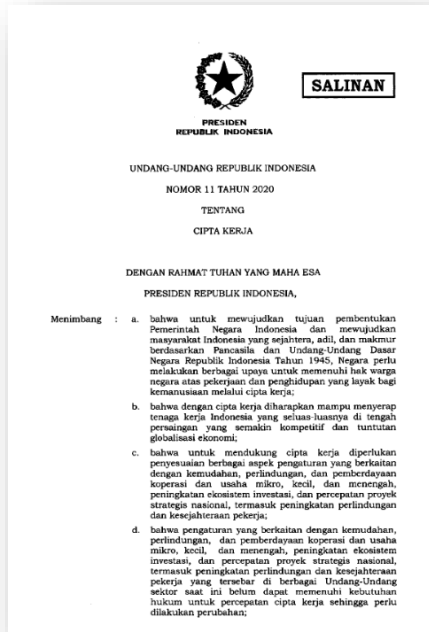 SALINAN
PRESIDEN
REPUBLIK INDONESIA
UNDANG-UNDANG REPUBLIK INDONESIA
NOMOR 11 TAHUN 2020
TENTANG
CIPTA KERJA
DENGAN RAHMAT TUHAN YANG MAHA ESA
PRESIDEN REPUBLIK INDONESIA,
Menimbang : a. bahwa untuk mewujudkan tujuan pembentukan
Pemerintah Negara Indonesia dan mewujudkan
masyarakat Indonesia yang sejahtera, adil, dan makmur
berdasarkan Pancasila dan Undang-Undang Dasar
Negara Republik Indonesia Tahun 1945, Negara perlu
melakukan berbagai upaya untuk memenuhi hak warga
negara atas pekerjaan dan penghidupan yang layak bagi
kemanusiaan melalui cipta kerja;
b. bahwa dengan cipta kerja diharapkan mampu menyerap
tenaga kerja Indonesia yang seluas-luasnya di tengah
persaingan yang semakin kompetitif dan tuntutan
globalisasi ekonomi;
c. bahwa untuk mendukung cipta kerja diperlukan
penyesuaian berbagai aspek pengaturan yang berkaitan
dengan kemudahan, perlindungan, dan pemberdayaan
koperasi dan usaha mikro, kecil, dan menengah,
peningkatan ekosistem investasi, dan percepatan proyek
strategis nasional, termasuk peningkatan perlindungan
dan kesejahteraan pekerja;
d. bahwa pengaturan yang berkaitan dengan kemudahan,
perlindungan, dan pemberdayaan koperasi dan usaha
mikro, kecil, dan menengah, peningkatan ekosistem
investasi, dan percepatan proyek strategis nasional,
termasuk peningkatan perlindungan dan kesejahteraan
pekerja yang tersebar di berbagai Undang-Undang
sektor saat ini belum dapat memenuhi kebutuhan
hukum untuk percepatan cipta kerja sehingga perlu
dilakukan perubahan;